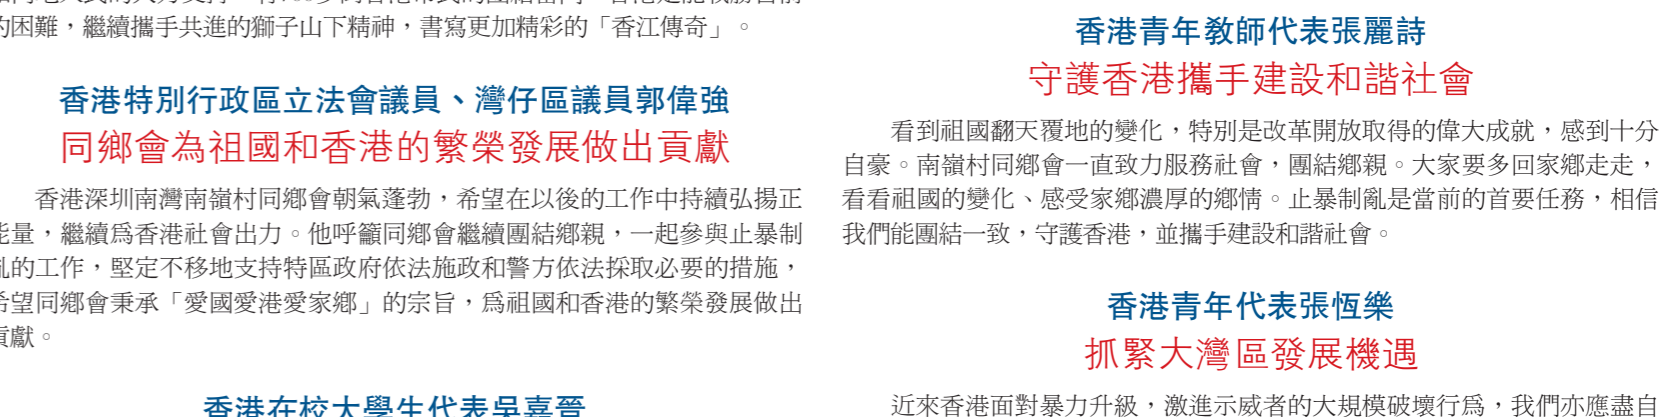 的困難，繼續攜手共進的獅子山下精神，書寫更加精彩的「香江傳奇」。
香港特別行政區立法會議員、灣仔區議員郭偉強
同鄉會為祖國和香港的繁榮發展做出貢獻
香港深圳南灣南嶺村同鄉會朝氣蓬勃，希望在以後的工作中持續弘揚正
能量，繼續爲香港社會出力。他呼籲同鄉會繼續團結鄉親，一起參與止暴制
亂的工作，堅定不移地支持特區政府依法施政和警方依法採取必要的措施，
希望同鄉會秉承「愛國愛港愛家鄉」的宗旨，爲祖國和香港的繁榮發展做出
貢獻。
香港在校大學生代表吳嘉
香港青年教師代表張麗詩
守護香港攜手建設和諧社會
看到祖國翻天覆地的變化，特別是改革開放取得的偉大成就，感到十分
自豪。南嶺村同鄉會一直致力服務社會，團結鄉親。大家要多回家鄉走走，
看看祖國的變化、感受家鄉濃厚的鄉情。止暴制亂是當前的首要任務，相信
我們能團結一致，守護香港，並攜手建設和諧社會。
香港青年代表張恆樂
抓緊大灣區發展機遇
近來香港面對暴力升級，激進示威者的大規模破壞行爲，我們亦應盡自